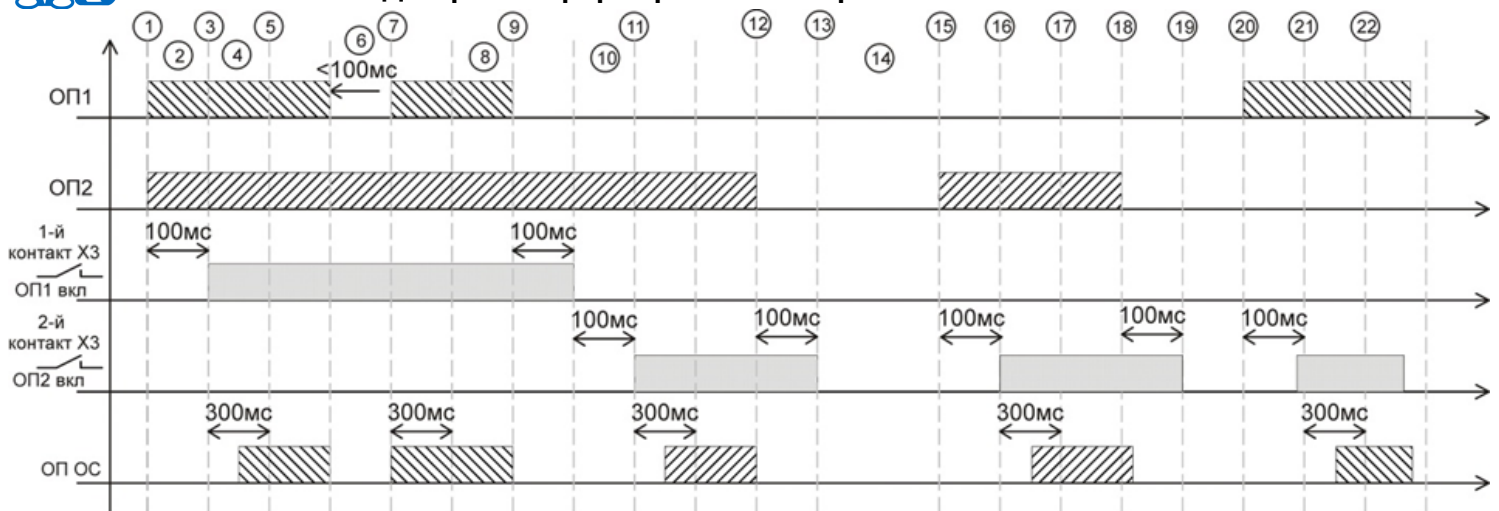 1 3 5 7 9 11 12 13 15 16 17 18 19 20 21 22
2 4 6 8 10 14
<100мс
ОП1
ОП2
1-й
контакт Х3
ОП1 вкл
100мс 100мс
2-й
контакт Х3
ОП2 вкл
100мс 100мс 100мс 100мс 100мс
300мс 300мс 300мс 300мс 300мс
ОП ОС